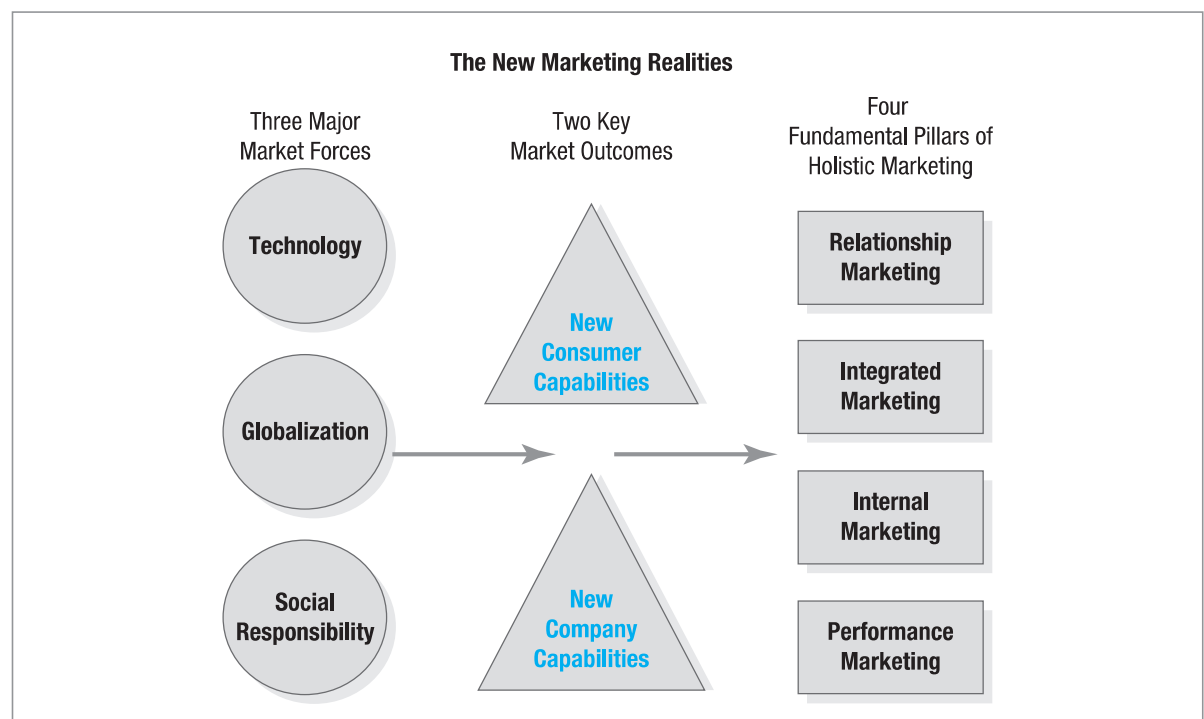 The New Marketing Realities
Three Major
Market Forces
Technology
Globalization
Social
Responsibility
Two Key
Market Outcomes
New
Consumer
Capabilities
New
Company
Capabilities
Four
Fundamental Pillars of
Holistic Marketing
Relationship
Marketing
Integrated
Marketing
Internal
Marketing
Performance
Marketing